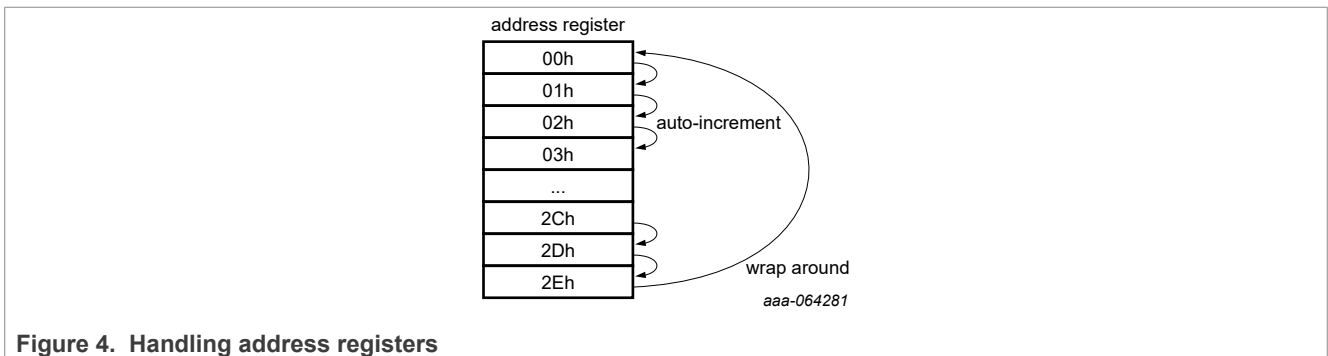 address register
00h
01h
02h
auto-increment
03h
...
2Ch
2Dh
wrap around
2Eh
aaa-064281
Figure 4. Handling address registers